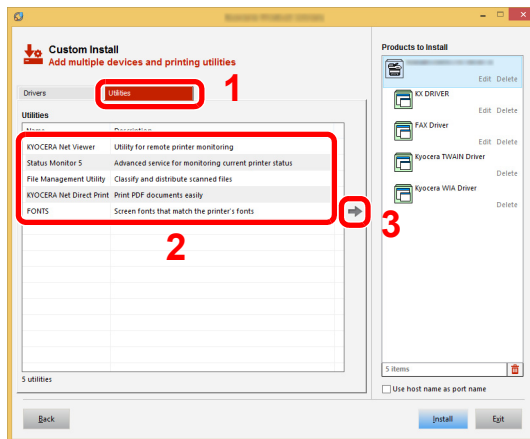 Custom Install
Add multiple devices and printing utilities
Drivers
Utilities
1
Utilities
Name
Description
KYOCERA Net Viewer
Utility for remote printer monitoring
Status Monitor 5
Advanced service for monitoring current printer status
File Management Utility
Classify and distribute scanned files
KYOCERA Net Direct Print
Print PDF documents easily
FONTS
Screen fonts that match the printer's fonts
2
3
5 utilities
Products to Install
Edit Delete
KX DRIVER
Edit Delete
FAX Driver
Edit Delete
Kyocera TWAIN Driver
Delete
Kyocera WIA Driver
Delete
5 items
Use host name as port name
Back
Install
Exit